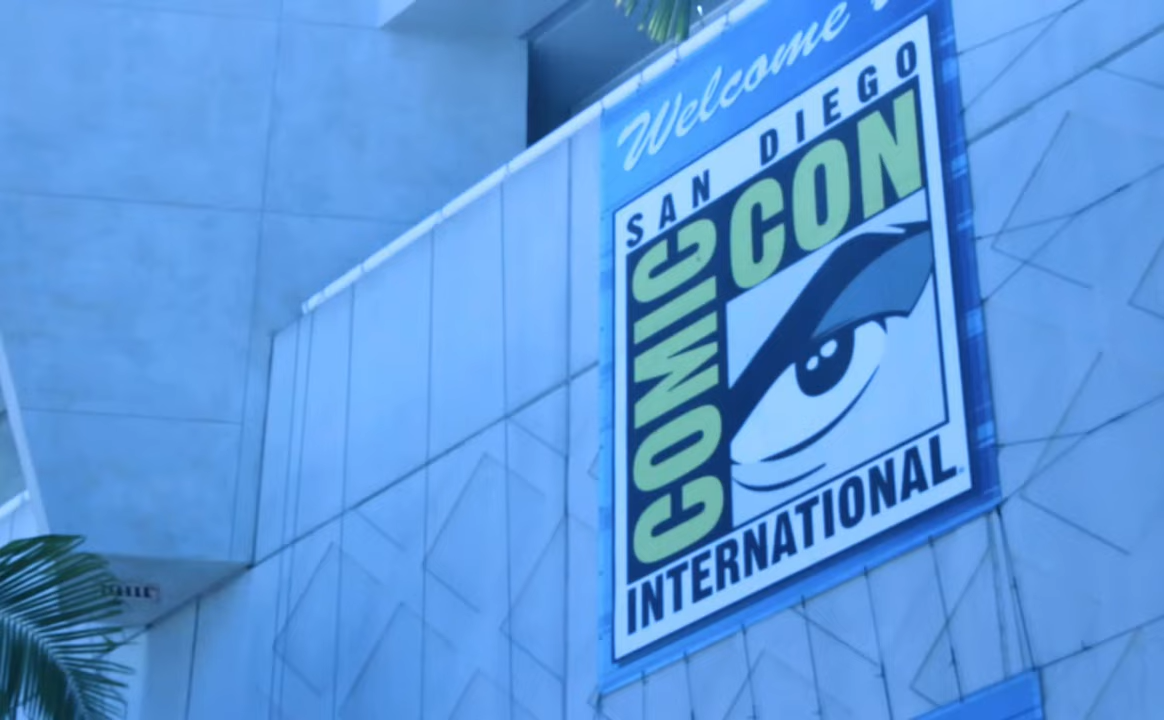 Welcome
SAN DIEGO
COMIC
CON
INTERNATIONAL